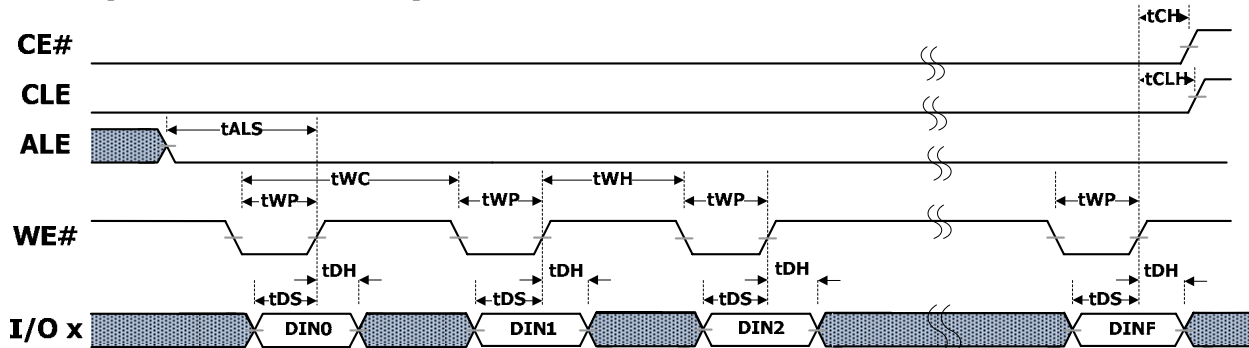 tCH
CE#
CLE
tCLH
ALE
tALS
tWC
tWH
tWP
tWP
tWP
tWP
WE#
tDH
tDH
tDH
tDH
tDS
tDS
tDS
tDS
I/O x
DIN0
DIN1
DIN2
DINF